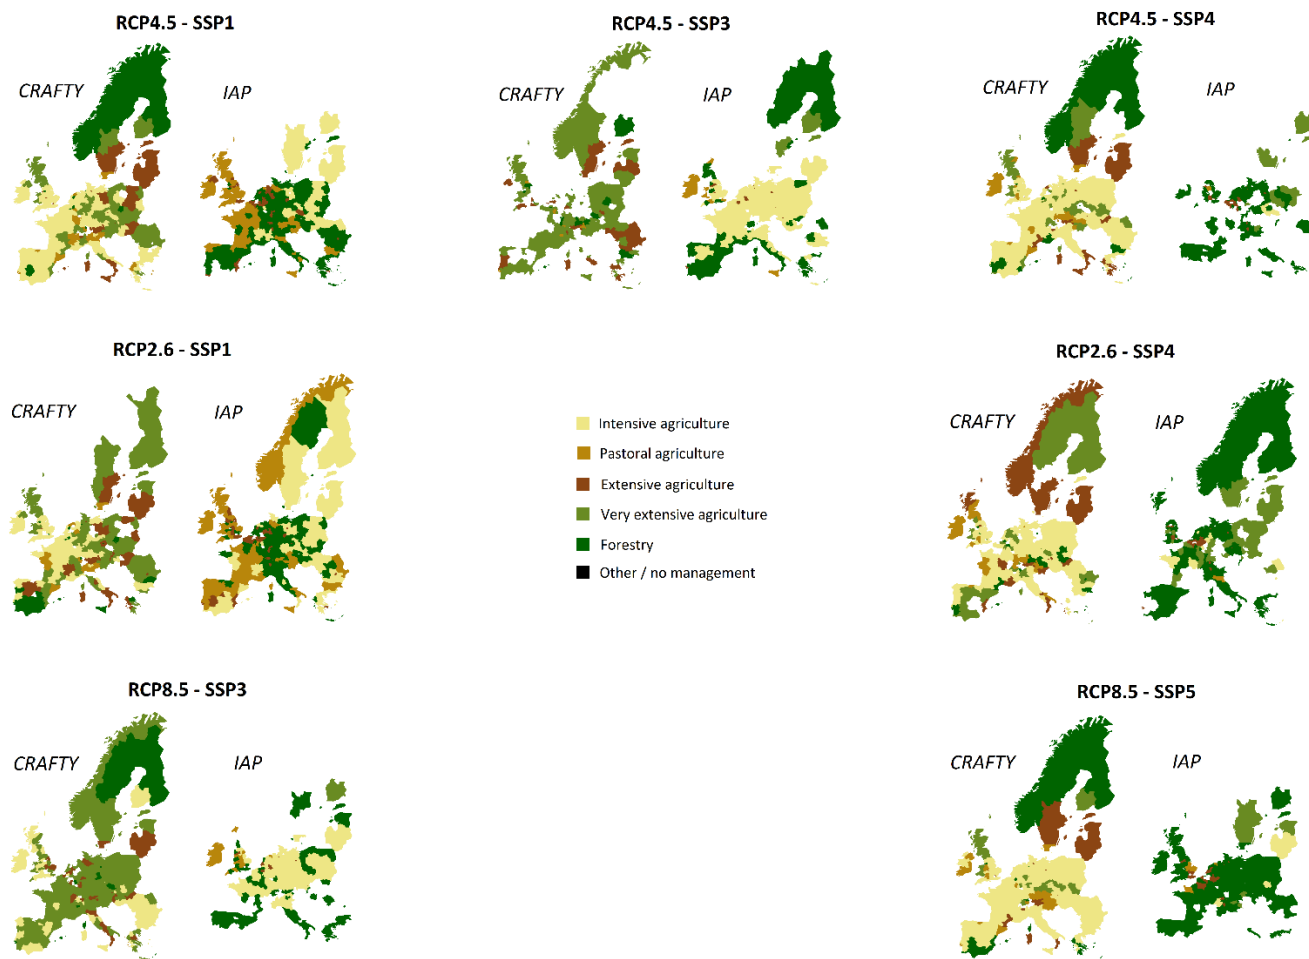 RCP4.5 - SSP1
RCP4.5 - SSP3
RCP4.5 - SSP4
CRAFTY
IAP
CRAFTY
IAP
CRAFTY
IAP
RCP2.6 - SSP1
RCP2.6 - SSP4
CRAFTY
IAP
CRAFTY
IAP
Intensive agriculture
Pastoral agriculture
Extensive agriculture
Very extensive agriculture
Forestry
Other / no management
RCP8.5 - SSP3
RCP8.5 - SSP5
CRAFTY
IAP
CRAFTY
IAP